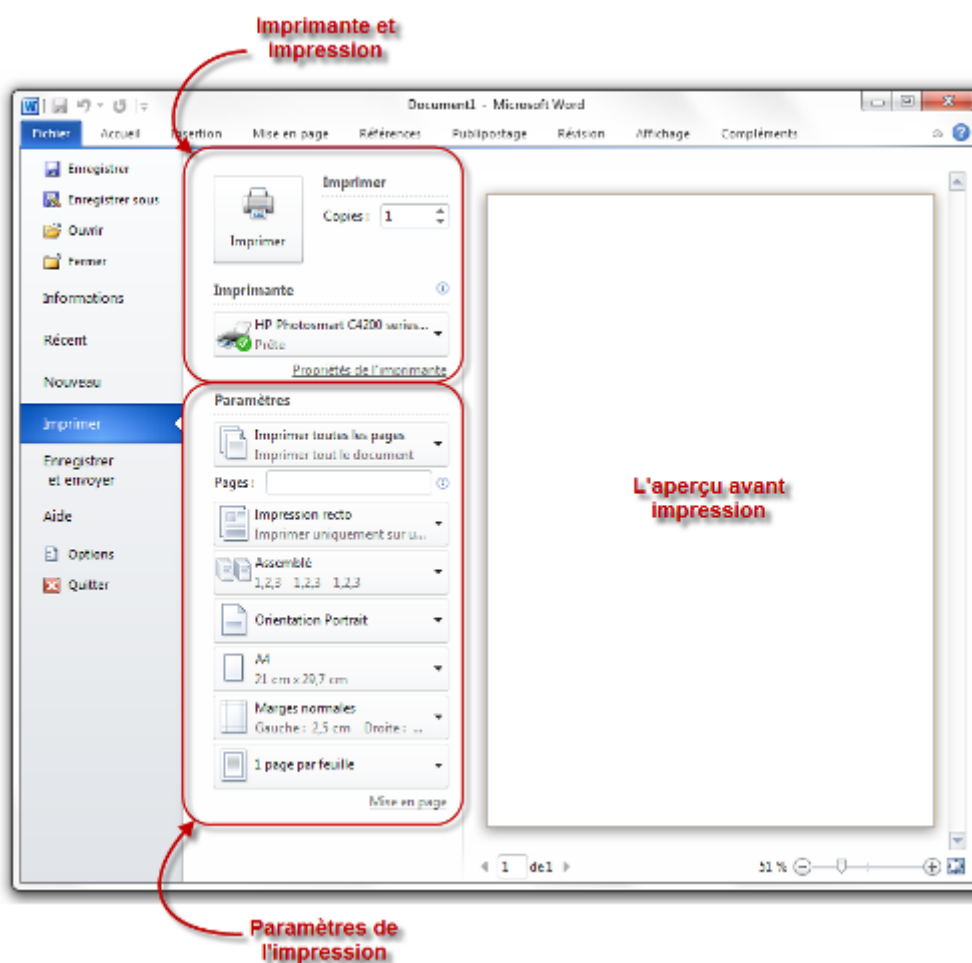 Imprimante et
impression
Document1 - Microsoft Word
Fichier Accueil Insertion Mise en page Références Publipostage Révision Affichage Compléments
Enregistrer
Enregistrer sous
Ouvrir
Fermer
Informations
Récent
Nouveau
Imprimer
Enregistrer
et envoyer
Aide
Options
Quitter
Imprimer
Imprimer
Copies : 1
Imprimante
HP Photosmart C4200 series...
Prête
Propriétés de l'imprimante
Paramètres
Imprimer toutes les pages
Imprimer tout le document
Pages :
Impression recto
Imprimer uniquement sur u...
Assemblé
1,2,3 1,2,3 1,2,3
Orientation Portrait
A4
21 cm x 29,7 cm
Marges normales
Gauche : 2,5 cm Droite : ...
1 page par feuille
Mise en page
L'aperçu avant
impression
1 de1
51 %
Paramètres de
l'impression